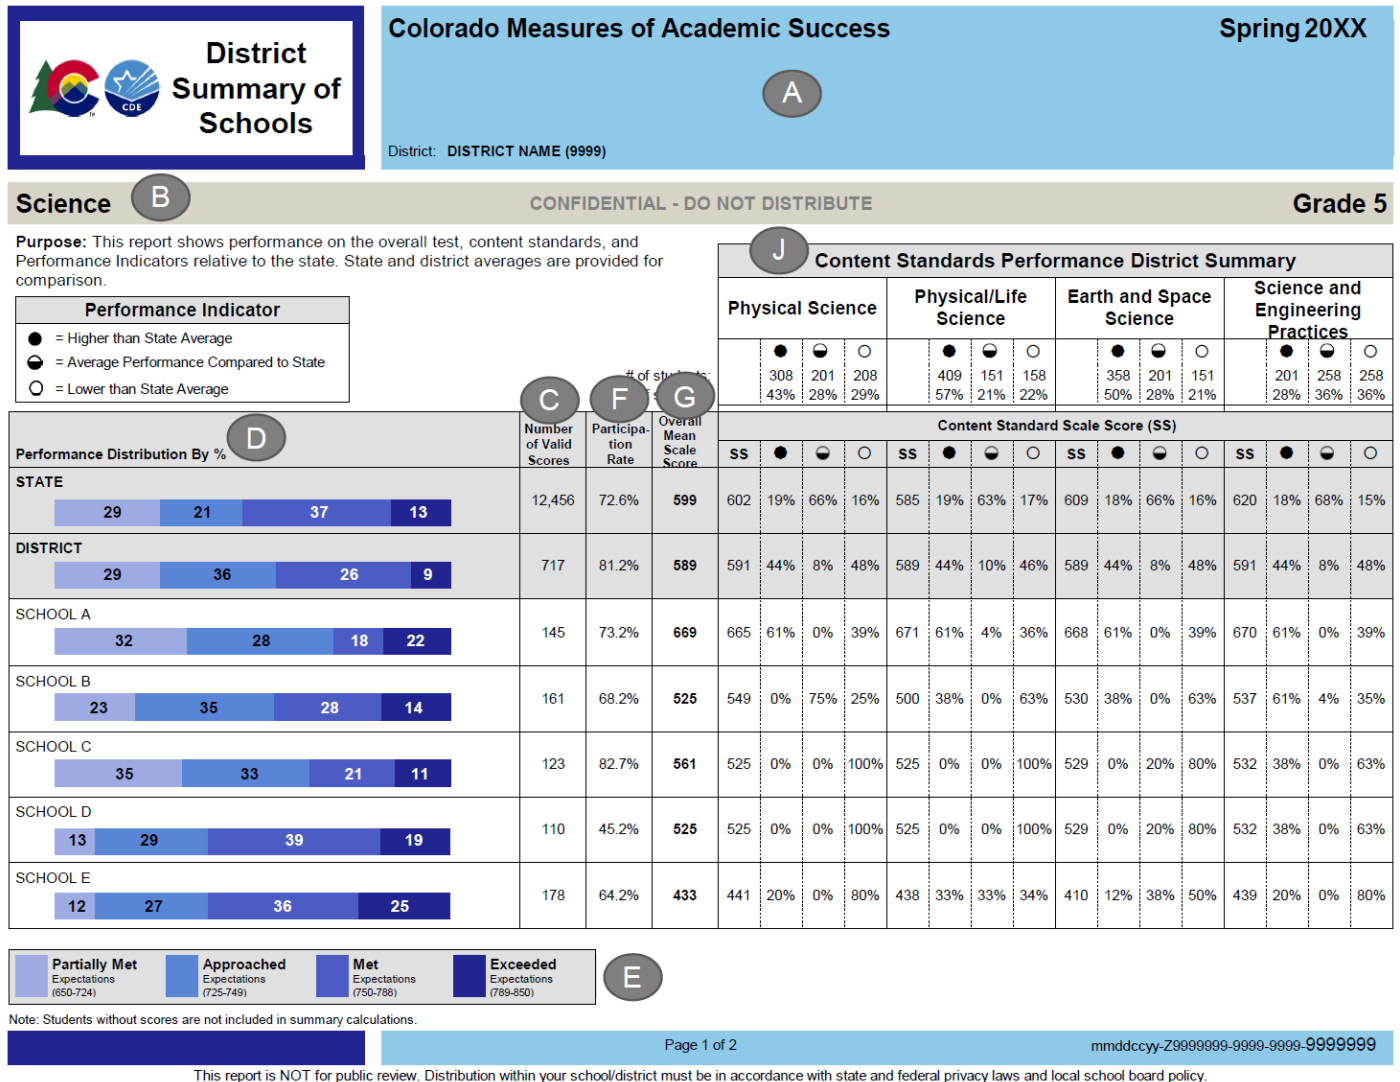 District
Summary of
Schools
CDE
Colorado Measures of Academic Success
Spring 20XX
A
District: DISTRICT NAME (9999)
Science
B
CONFIDENTIAL - DO NOT DISTRIBUTE
Grade 5
Purpose: This report shows performance on the overall test, content standards, and
Performance Indicators relative to the state. State and district averages are provided for
comparison.
Performance Indicator
= Higher than State Average
= Average Performance Compared to State
= Lower than State Average
J
Content Standards Performance District Summary
Physical Science
Physical/Life
Science
Earth and Space
Science
Science and
Engineering
Practices
# of students:
308 201 208 409 151 158 358 201 151 201 258 258
43% 28% 29% 57% 21% 22% 50% 28% 21% 28% 36% 36%
C
F
G
D
Performance Distribution By %
Number
of Valid
Scores
Participa-
tion
Rate
Overall
Mean
Scale
Score
Content Standard Scale Score (SS)
SS SS SS SS
STATE
29 21 37 13
12,456 72.6% 599 602 19% 66% 16% 585 19% 63% 17% 609 18% 66% 16% 620 18% 68% 15%
DISTRICT
29 36 26 9
717 81.2% 589 591 44% 8% 48% 589 44% 10% 46% 589 44% 8% 48% 591 44% 8% 48%
SCHOOL A
32 28 18 22
145 73.2% 669 665 61% 0% 39% 671 61% 4% 36% 668 61% 0% 39% 670 61% 0% 39%
SCHOOL B
23 35 28 14
161 68.2% 525 549 0% 75% 25% 500 38% 0% 63% 530 38% 0% 63% 537 61% 4% 35%
SCHOOL C
35 33 21 11
123 82.7% 561 525 0% 0% 100% 525 0% 0% 100% 529 0% 20% 80% 532 38% 0% 63%
SCHOOL D
13 29 39 19
110 45.2% 525 525 0% 0% 100% 525 0% 0% 100% 529 0% 20% 80% 532 38% 0% 63%
SCHOOL E
12 27 36 25
178 64.2% 433 441 20% 0% 80% 438 33% 33% 34% 410 12% 38% 50% 439 20% 0% 80%
Partially Met
Expectations
(650-724)
Approached
Expectations
(725-749)
Met
Expectations
(750-788)
Exceeded
Expectations
(789-850)
E
Note: Students without scores are not included in summary calculations.
Page 1 of 2
mmddccyy-Z9999999-9999-9999-9999999
This report is NOT for public review. Distribution within your school/district must be in accordance with state and federal privacy laws and local school board policy.